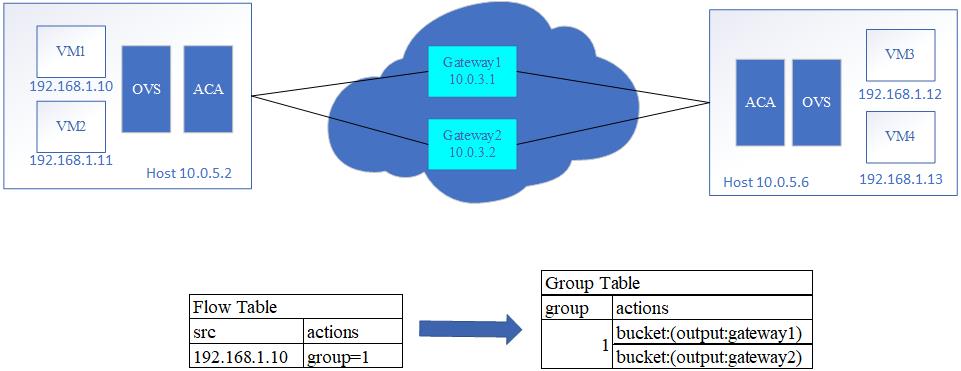 VM1
192.168.1.10
VM2
192.168.1.11
OVS
ACA
Host 10.0.5.2
Gateway1
10.0.3.1
Gateway2
10.0.3.2
ACA
OVS
VM3
192.168.1.12
VM4
192.168.1.13
Host 10.0.5.6
Flow Table
src actions
192.168.1.10 group=1
Group Table
group actions
1 bucket:(output:gateway1)
bucket:(output:gateway2)